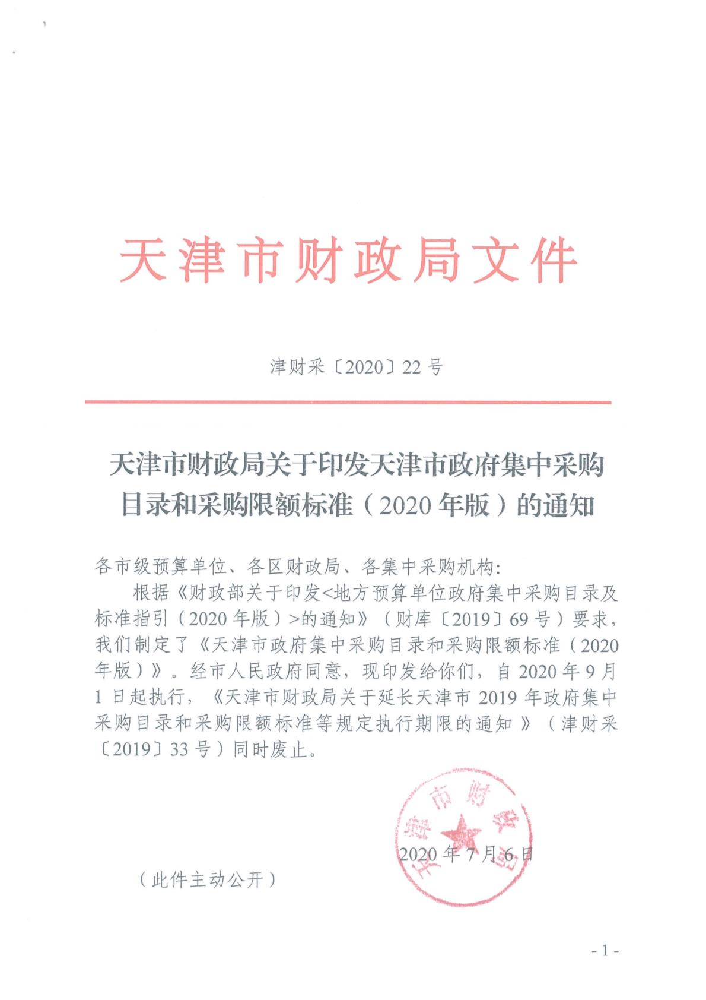 天津市财政局文件
津财采〔2020〕22 号
天津市财政局关于印发天津市政府集中采购
目录和采购限额标准（2020 年版）的通知
各市级预算单位、各区财政局、各集中采购机构:
根据《财政部关于印发<地方预算单位政府集中采购目录及
标准指引（2020 年版）>的通知》（财库〔2019〕69 号）要求,
我们制定了《天津市政府集中采购目录和采购限额标准（2020
年版）》。经市人民政府同意, 现印发给你们, 自 2020 年 9 月
1 日起执行, 《天津市财政局关于延长天津市 2019 年政府集中
采购目录和采购限额标准等规定执行期限的通知 》（津财采
〔2019〕33 号）同时废止。
天津市财政局
2020 年 7 月 6 日
（此件主动公开）
- 1 -